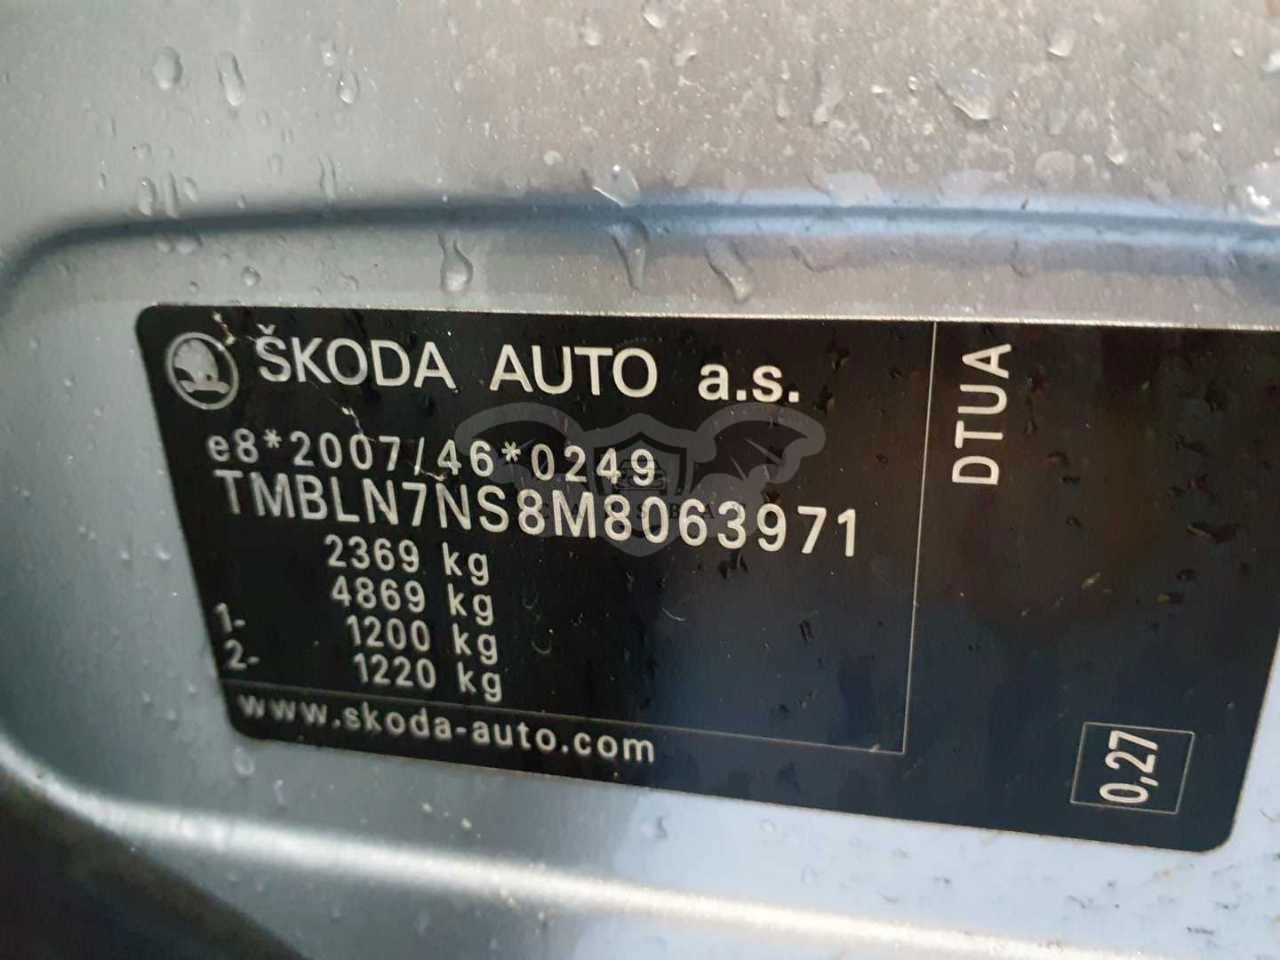 ŠKODA AUTO a.s.
e8*2007/46*0249
TMBLN7NS8M8063971
2369 kg
4869 kg
1- 1200 kg
2- 1220 kg
www.skoda-auto.com
DTUA
0,27